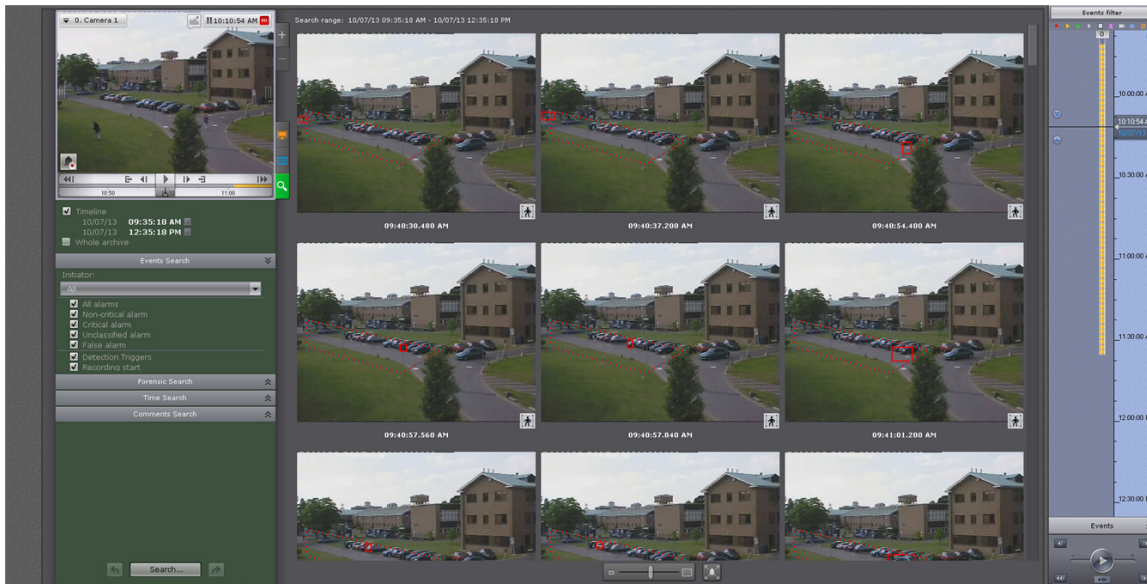 0. Camera 1
10:10:54 AM
Search range: 10/07/13 09:35:18 AM - 10/07/13 12:35:18 PM
Events filter
0
10:00:00
10:10:54
10/07/13
10:30:00
11:00:00
11:30:00
12:00:00
12:30:00
10:50
11:00
Timeline
10/07/13 09:35:18 AM
10/07/13 12:35:18 PM
Whole archive
Events Search
Initiator:
All
All alarms
Non-critical alarm
Critical alarm
Unclassified alarm
False alarm
Detection Triggers
Recording start
Forensic Search
Time Search
Comments Search
Search...
09:40:30.480 AM
09:40:37.200 AM
09:40:54.400 AM
09:40:57.560 AM
09:40:57.840 AM
09:41:01.200 AM
Events